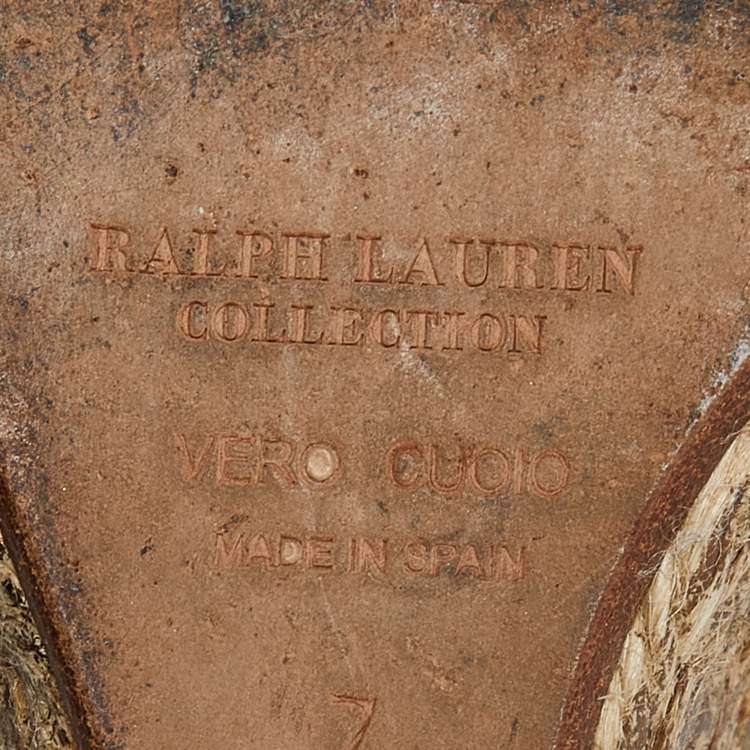 RALPH LAUREN
COLLECTION
VERO CUOIO
MADE IN SPAIN
7